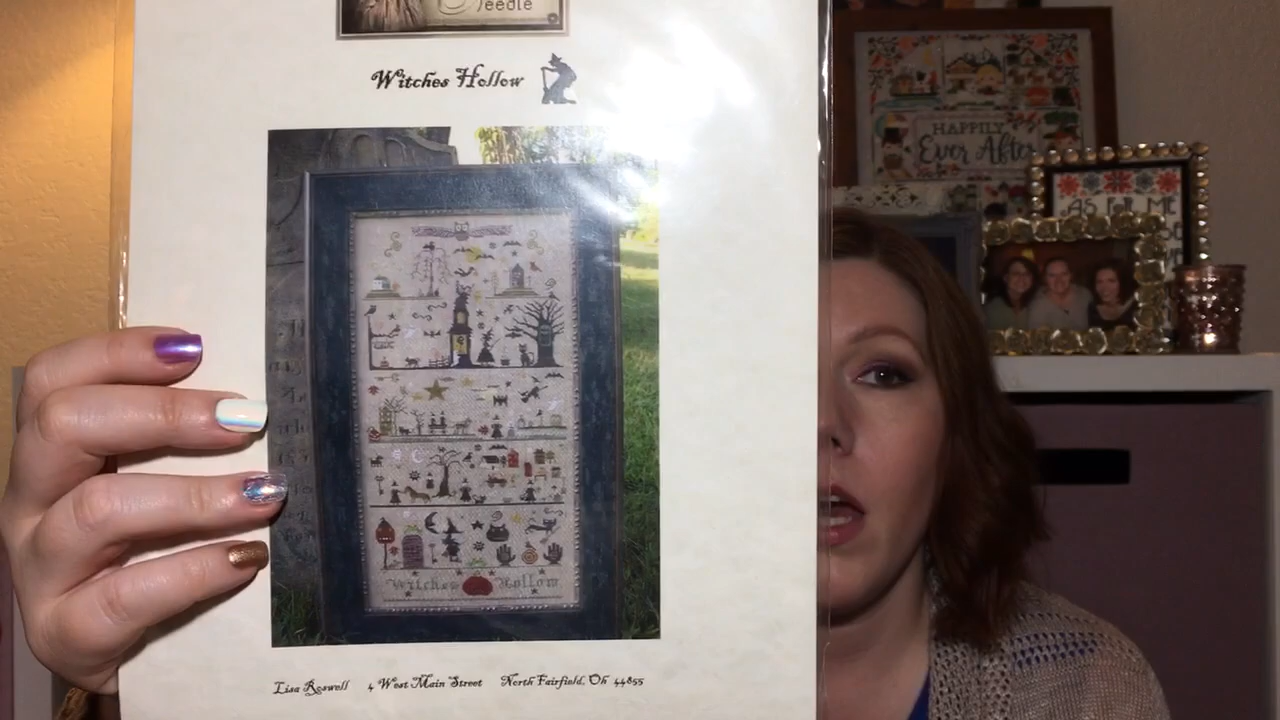 Needle
Witches Hollow
HAPPILY
Ever After
AS FOR ME
Witches Hollow
Lisa Roswell 4 West Main Street North Fairfield, Oh 44855